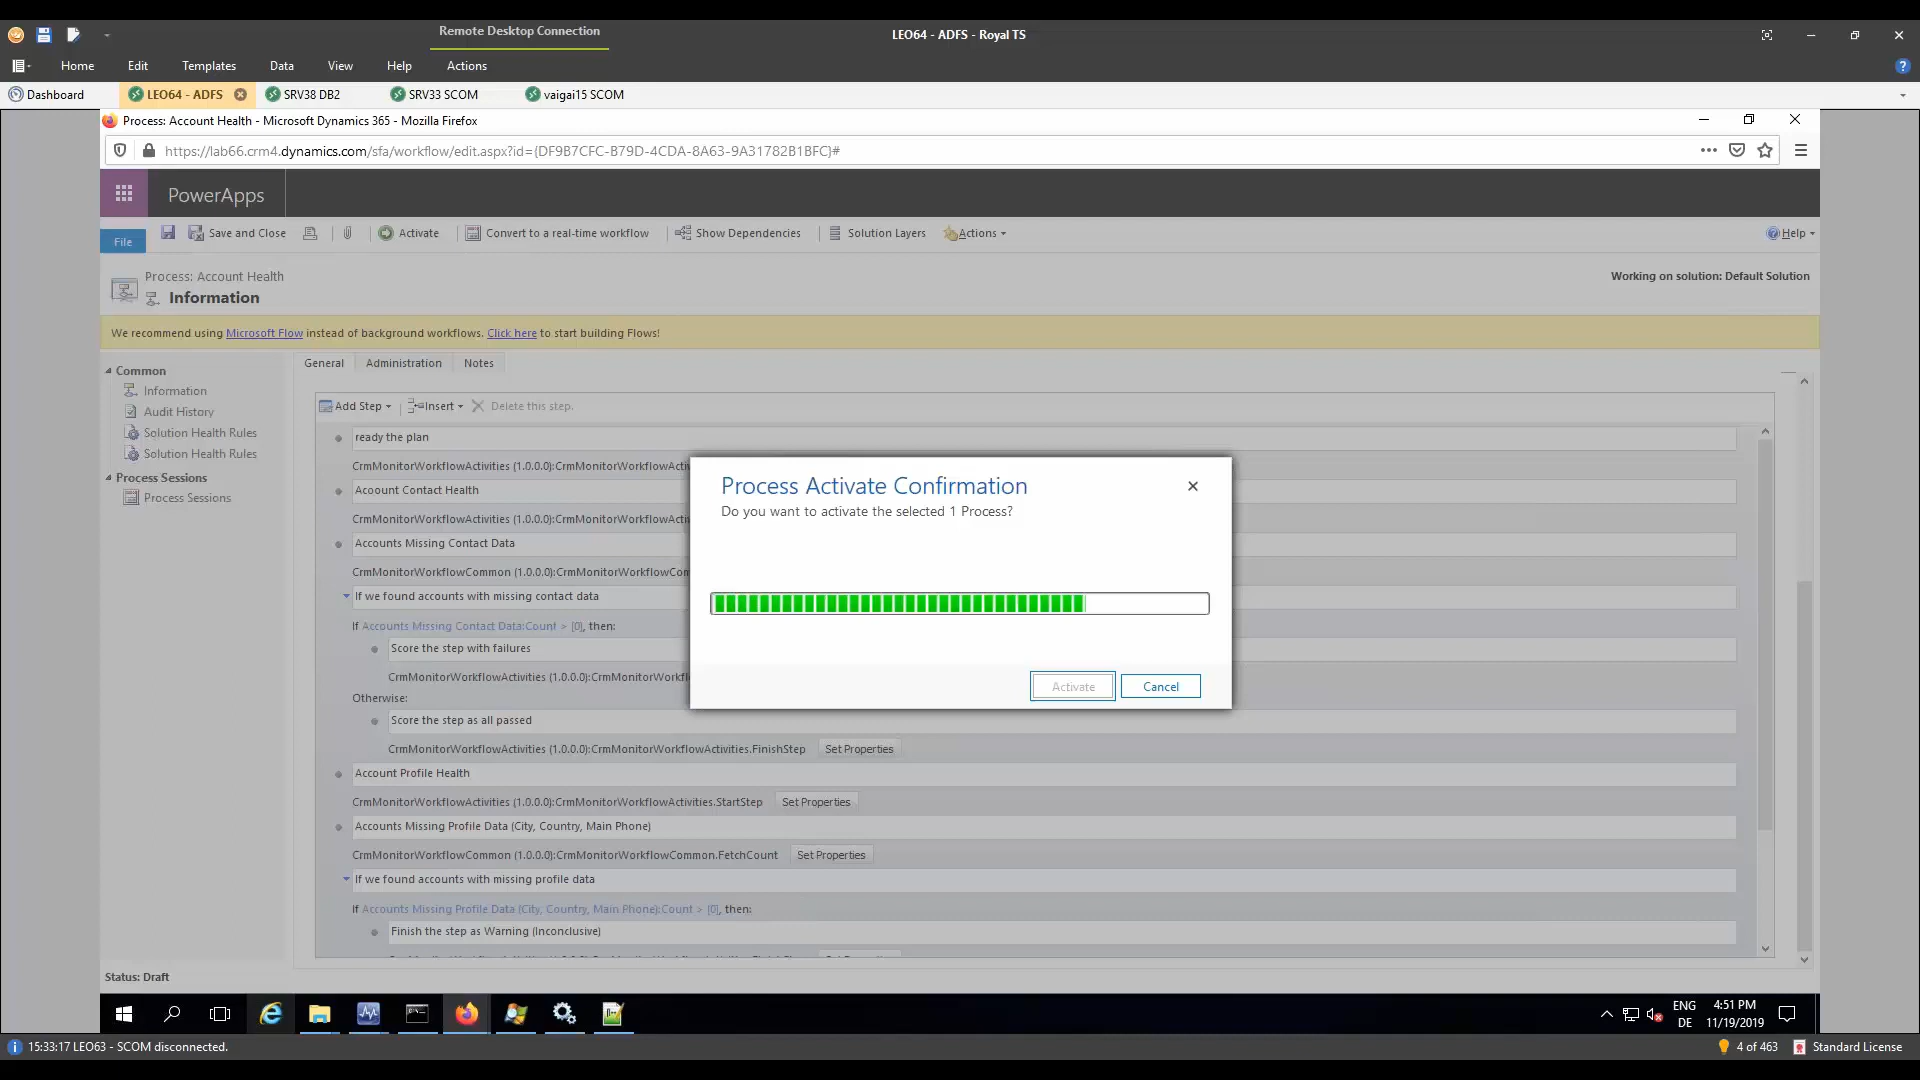 Remote Desktop Connection
LEO64 - ADFS - Royal TS
Home Edit Templates Data View Help Actions
Dashboard LEO64 - ADFS SRV38 DB2 SRV33 SCOM vaigai15 SCOM
Process: Account Health - Microsoft Dynamics 365 - Mozilla Firefox
https://lab66.crm4.dynamics.com/sfa/workflow/edit.aspx?id={DF9B7CFC-B79D-4CDA-8A63-9A31782B1BFC}#
PowerApps
File Save and Close Activate Convert to a real-time workflow Show Dependencies Solution Layers Actions Help
Process: Account Health
Information
Working on solution: Default Solution
We recommend using Microsoft Flow instead of background workflows. Click here to start building Flows!
Common
Information
Audit History
Solution Health Rules
Solution Health Rules
Process Sessions
Process Sessions
General Administration Notes
Add Step Insert Delete this step.
ready the plan
CrmMonitorWorkflowActivities (1.0.0.0):CrmMonitorWorkflowActi
Acoount Contact Health
CrmMonitorWorkflowActivities (1.0.0.0):CrmMonitorWorkflowActi
Accounts Missing Contact Data
CrmMonitorWorkflowCommon (1.0.0.0):CrmMonitorWorkflowCom
If we found accounts with missing contact data
If Accounts Missing Contact Data:Count > [0], then:
Score the step with failures
CrmMonitorWorkflowActivities (1.0.0.0):CrmMonitorWorkfl
Otherwise:
Score the step as all passed
CrmMonitorWorkflowActivities (1.0.0.0):CrmMonitorWorkflowActivities.FinishStep Set Properties
Account Profile Health
CrmMonitorWorkflowActivities (1.0.0.0):CrmMonitorWorkflowActivities.StartStep Set Properties
Accounts Missing Profile Data (City, Country, Main Phone)
CrmMonitorWorkflowCommon (1.0.0.0):CrmMonitorWorkflowCommon.FetchCount Set Properties
If we found accounts with missing profile data
If Accounts Missing Profile Data (City, Country, Main Phone):Count > [0], then:
Finish the step as Warning (Inconclusive)
Process Activate Confirmation
Do you want to activate the selected 1 Process?
Activate Cancel
Status: Draft
ENG
DE
4:51 PM
11/19/2019
15:33:17 LEO63 - SCOM disconnected.
4 of 463 Standard License